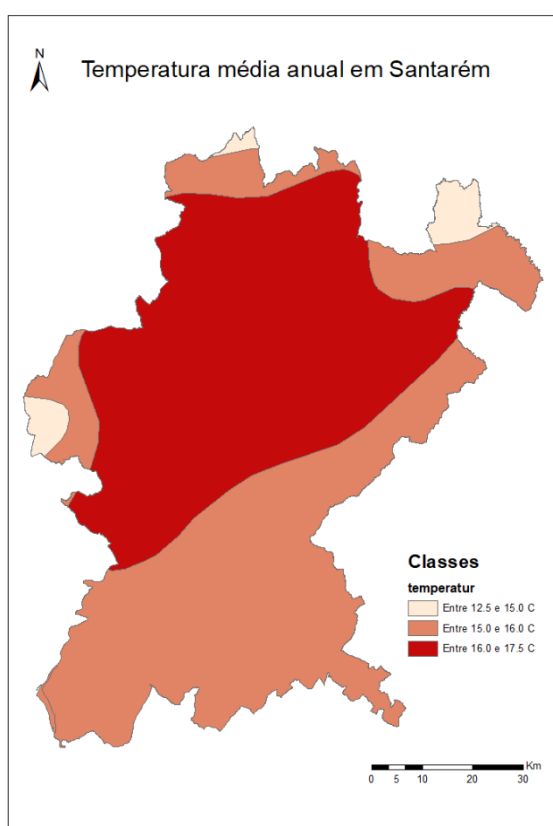 N
Temperatura média anual em Santarém
Classes
temperatur
Entre 12.5 e 15.0 C
Entre 15.0 e 16.0 C
Entre 16.0 e 17.5 C
Km
0 5 10 20 30